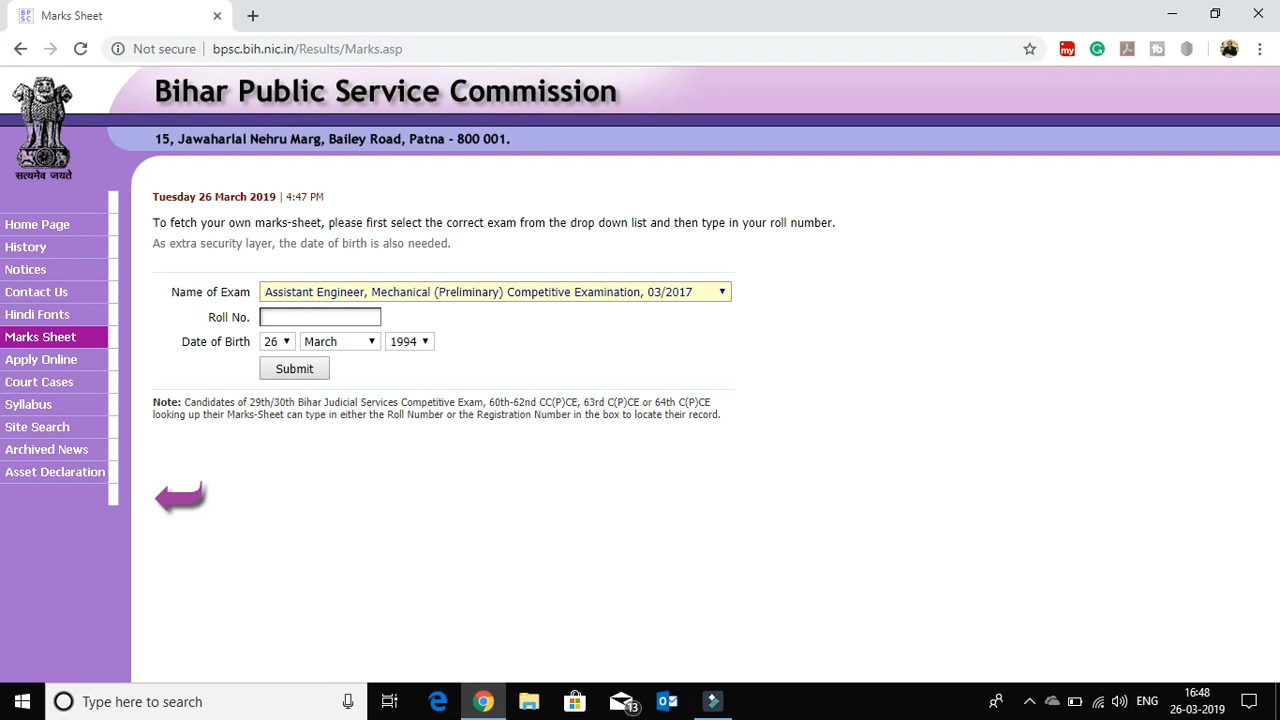 Marks Sheet
Not secure | bpsc.bih.nic.in/Results/Marks.asp
Bihar Public Service Commission
15, Jawaharlal Nehru Marg, Bailey Road, Patna - 800 001.
सत्यमेव जयते
Home Page
History
Notices
Contact Us
Hindi Fonts
Marks Sheet
Apply Online
Court Cases
Syllabus
Site Search
Archived News
Asset Declaration
Tuesday 26 March 2019 | 4:47 PM
To fetch your own marks-sheet, please first select the correct exam from the drop down list and then type in your roll number.
As extra security layer, the date of birth is also needed.
Name of Exam Assistant Engineer, Mechanical (Preliminary) Competitive Examination, 03/2017
Roll No.
Date of Birth 26 March 1994
Submit
Note: Candidates of 29th/30th Bihar Judicial Services Competitive Exam, 60th-62nd CC(P)CE, 63rd C(P)CE or 64th C(P)CE
looking up their Marks-Sheet can type in either the Roll Number or the Registration Number in the box to locate their record.
Type here to search
13
ENG
16:48
26-03-2019